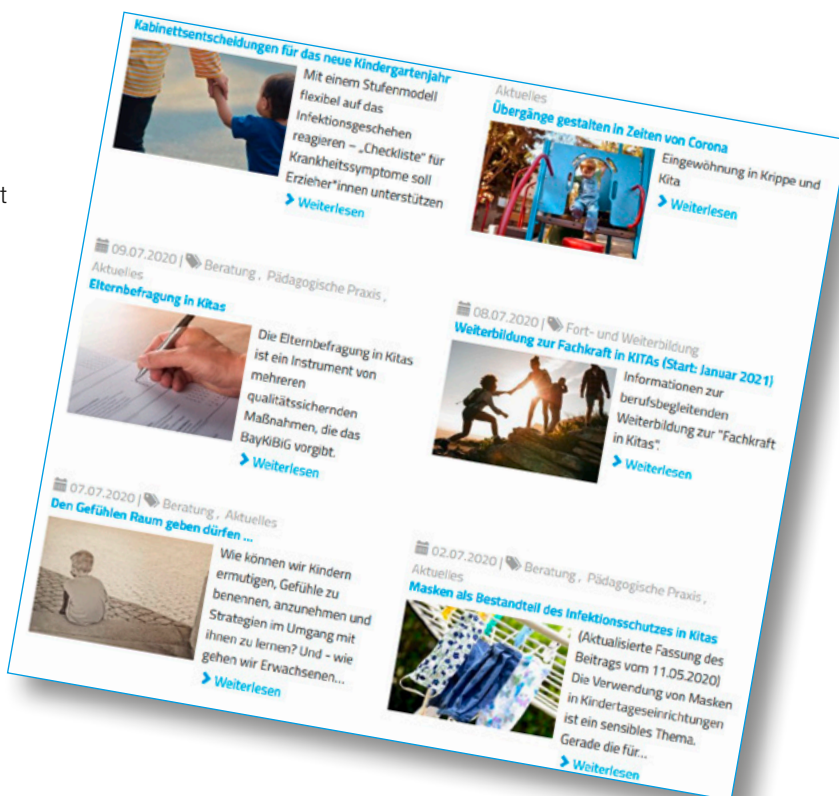 t
Kabinettsentscheidungen für das neue Kindergartenjahr
Mit einem Stufenmodell
flexibel auf das
Infektionsgeschehen
reagieren – „Checkliste" für
Krankheitssymptome soll
Erzieher*innen unterstützen
Weiterlesen
Aktuelles
Übergänge gestalten in Zeiten von Corona
Eingewöhnung in Krippe und
Kita
Weiterlesen
09.07.2020 | Beratung , Pädagogische Praxis ,
Aktuelles
Elternbefragung in Kitas
Die Elternbefragung in Kitas
ist ein Instrument von
mehreren
qualitätssichernden
Maßnahmen, die das
BayKiBiG vorgibt.
Weiterlesen
08.07.2020 | Fort- und Weiterbildung
Weiterbildung zur Fachkraft in KITAs (Start: Januar 2021)
Informationen zur
berufsbegleitenden
Weiterbildung zur "Fachkraft
in Kitas".
Weiterlesen
07.07.2020 | Beratung , Aktuelles
Den Gefühlen Raum geben dürfen ...
Wie können wir Kindern
ermutigen, Gefühle zu
benennen, anzunehmen und
Strategien im Umgang mit
ihnen zu lernen? Und - wie
gehen wir Erwachsenen...
Weiterlesen
02.07.2020 | Beratung , Pädagogische Praxis ,
Aktuelles
Masken als Bestandteil des Infektionsschutzes in Kitas
(Aktualisierte Fassung des
Beitrags vom 11.05.2020)
Die Verwendung von Masken
in Kindertageseinrichtungen
ist ein sensibles Thema.
Gerade die für...
Weiterlesen